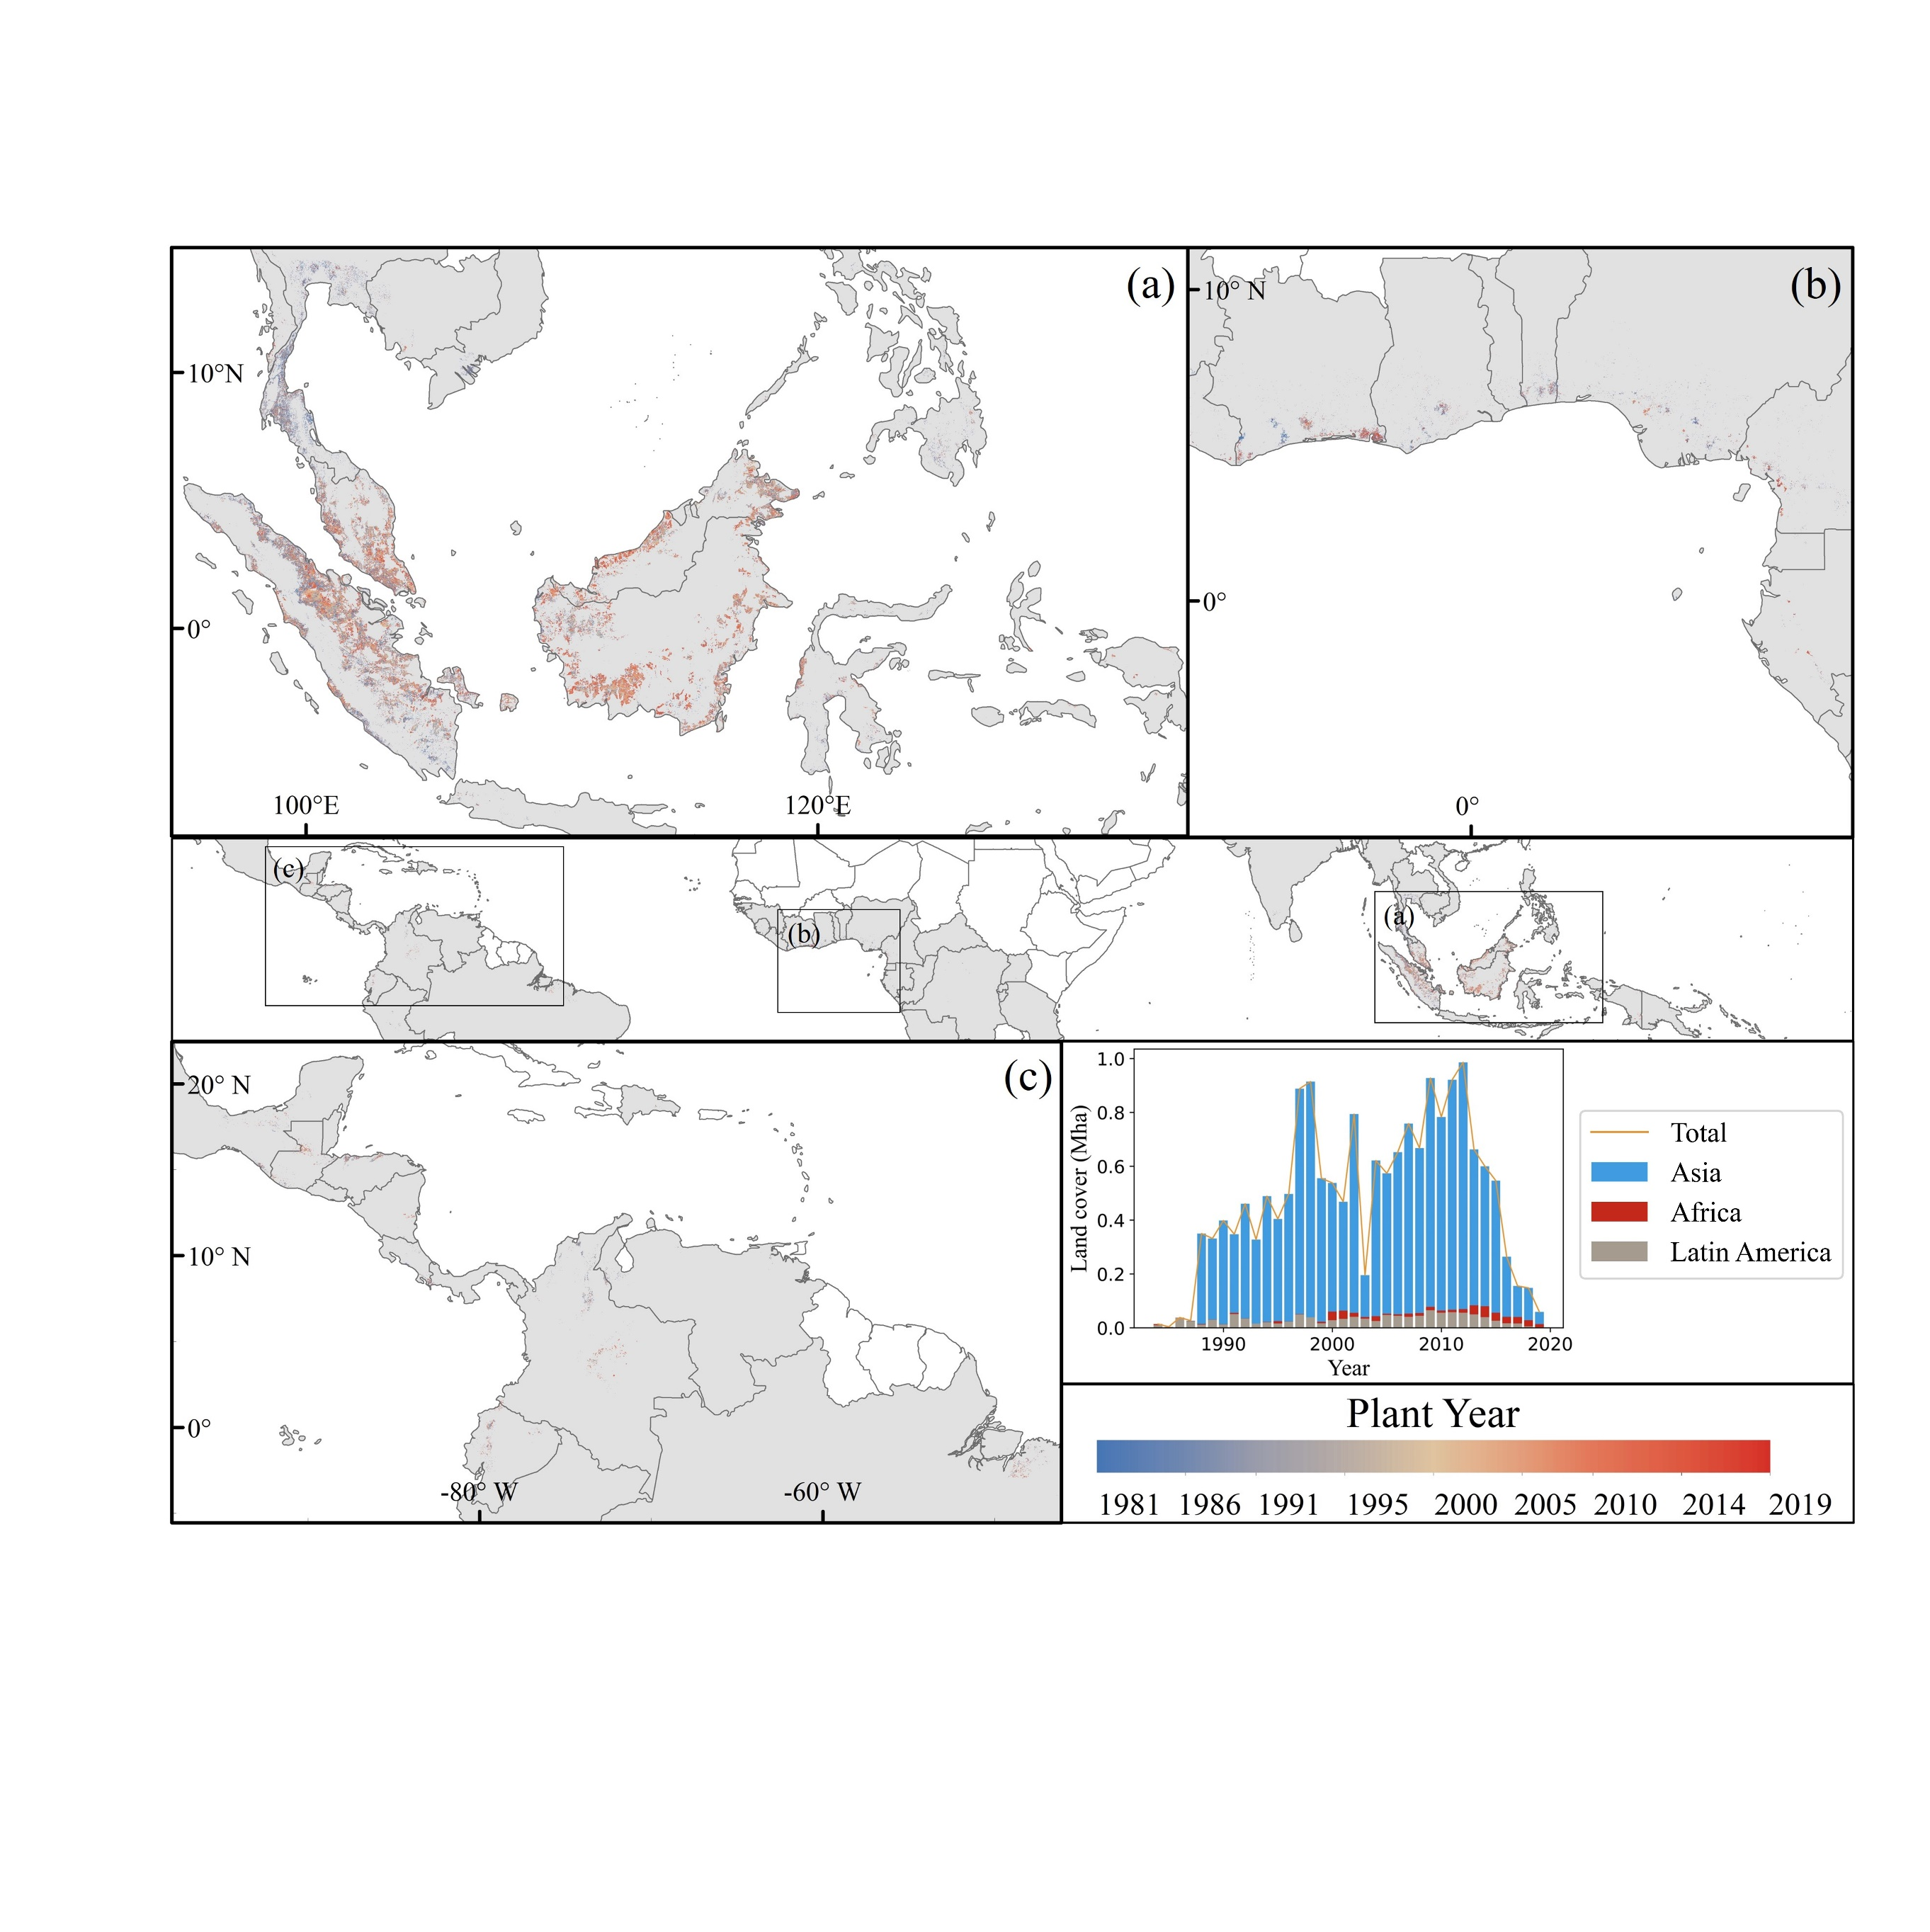 (a)
10°N
0°
100°E
120°E
(b)
10° N
0°
0°
(c)
(b)
(a)
(c)
20° N
10° N
0°
-80° W
-60° W
1.0
0.8
0.6
0.4
0.2
0.0
Land cover (Mha)
1990 2000 2010 2020
Year
Total
Asia
Africa
Latin America
Plant Year
1981 1986 1991 1995 2000 2005 2010 2014 2019